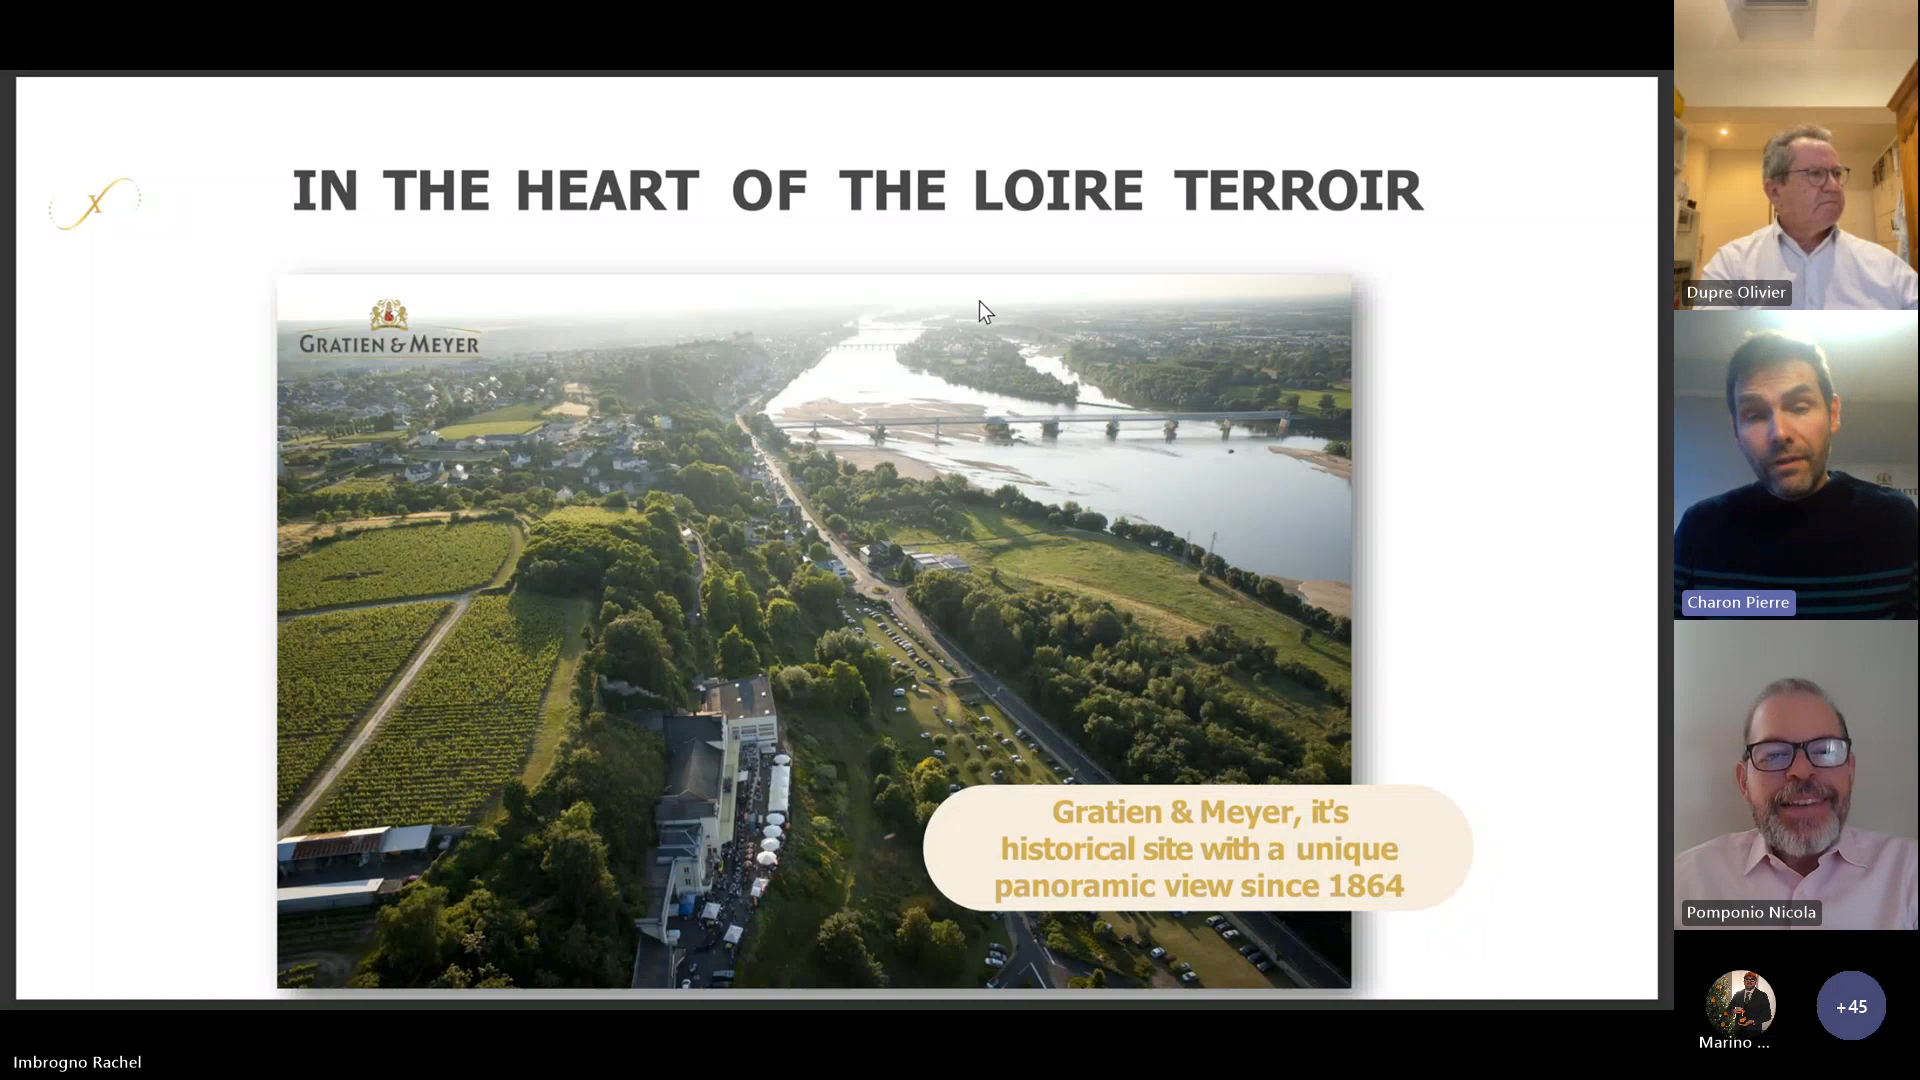 IN THE HEART OF THE LOIRE TERROIR
X
GRATIEN & MEYER
Gratien & Meyer, it's
historical site with a unique
panoramic view since 1864
Dupre Olivier
Charon Pierre
Pomponio Nicola
Marino ...
+45
Imbrogno Rachel